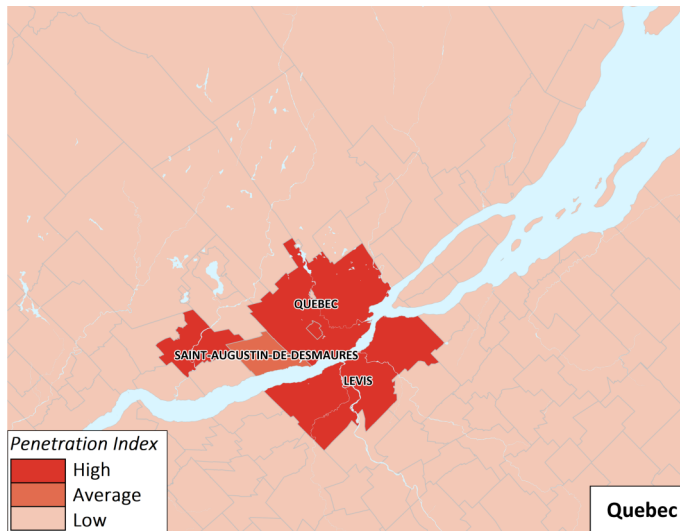 QUEBEC
SAINT-AUGUSTIN-DE-DESMAURES
LEVIS
Penetration Index
High
Average
Low
Quebec